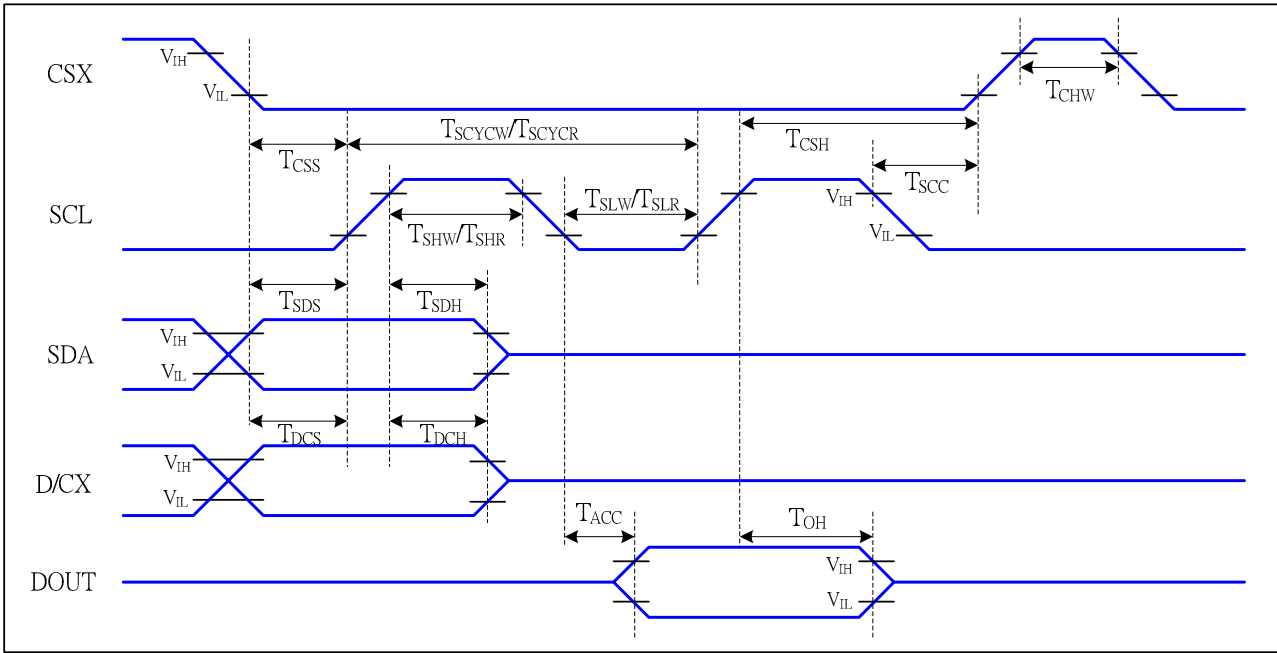 CSX
VIH
VIL
TCHW
TCSS
TSCYCW/TSCYCR
TCSH
TSCC
SCL
TSHW/TSHR
TSLW/TSLR
VIH
VIL
TSDS
TSDH
SDA
VIH
VIL
TDCS
TDCH
D/CX
VIH
VIL
TACC
TOH
DOUT
VIH
VIL